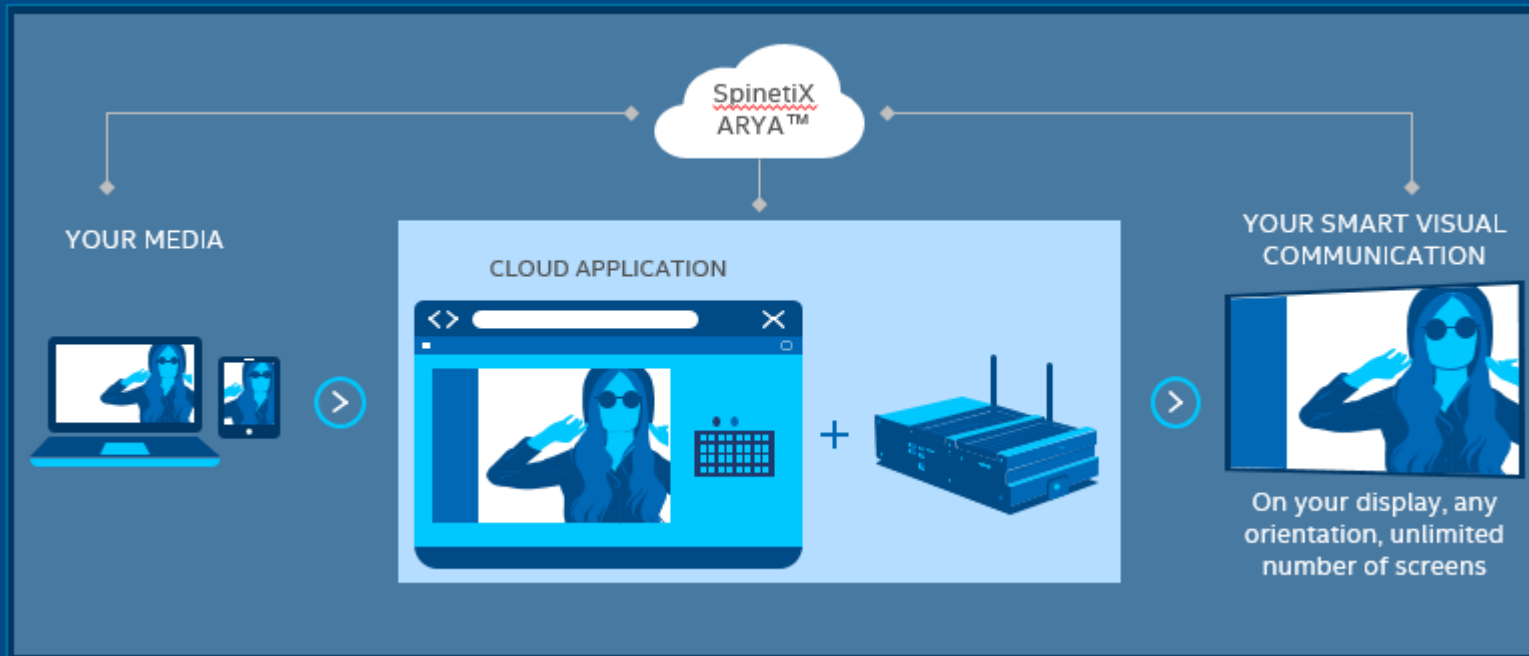 SpinetiX
ARYA™
YOUR MEDIA
CLOUD APPLICATION
YOUR SMART VISUAL
COMMUNICATION
On your display, any
orientation, unlimited
number of screens